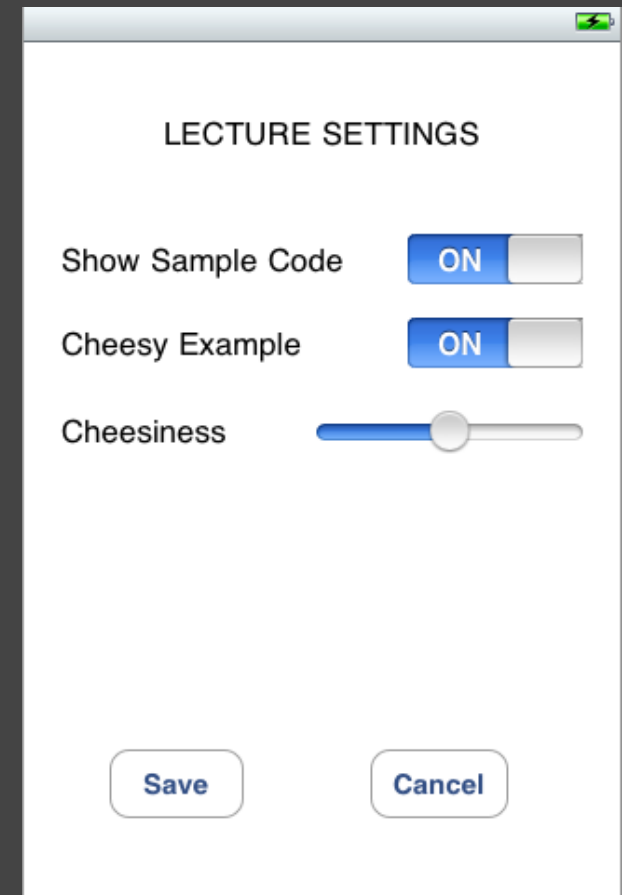 LECTURE SETTINGS
Show Sample Code ON
Cheesy Example ON
Cheesiness
Save Cancel